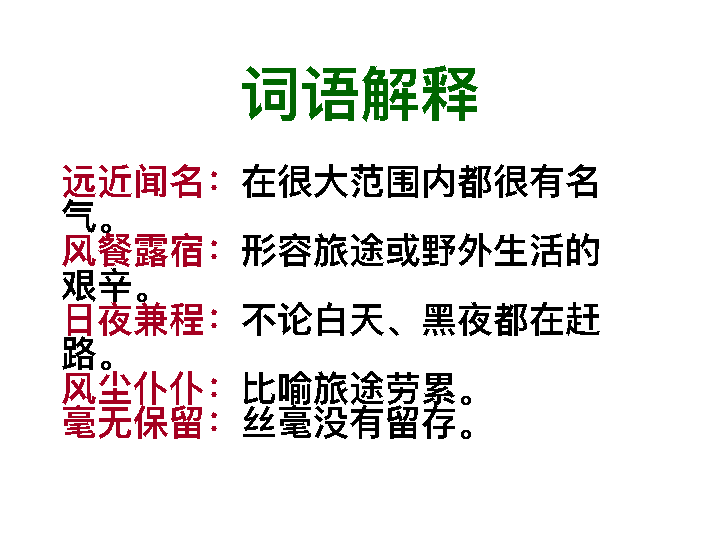 词语解释
远近闻名：在很大范围内都很有名
气。
风餐露宿：形容旅途或野外生活的
艰辛。
日夜兼程：不论白天、黑夜都在赶
路。
风尘仆仆：比喻旅途劳累。
毫无保留：丝毫没有留存。